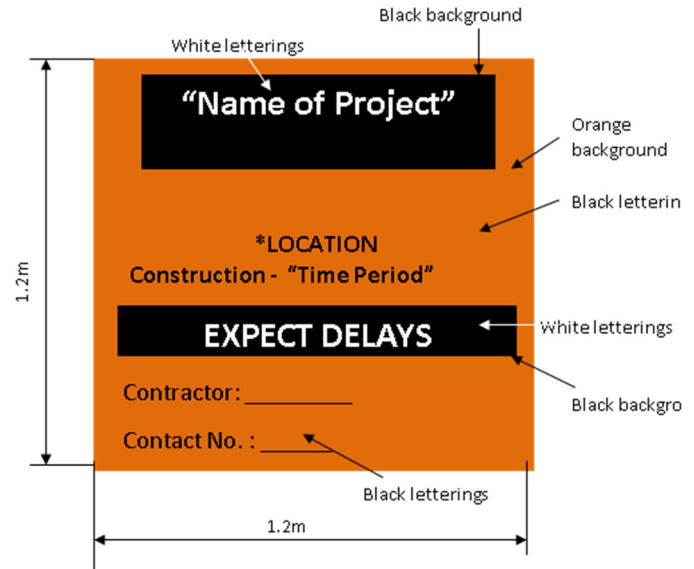 Black background
White letterings
“Name of Project”
Orange
background
Black letterin
*LOCATION
Construction - “Time Period”
1.2m
EXPECT DELAYS
White letterings
Contractor: __________
Black backgro
Contact No. : _______
Black letterings
1.2m